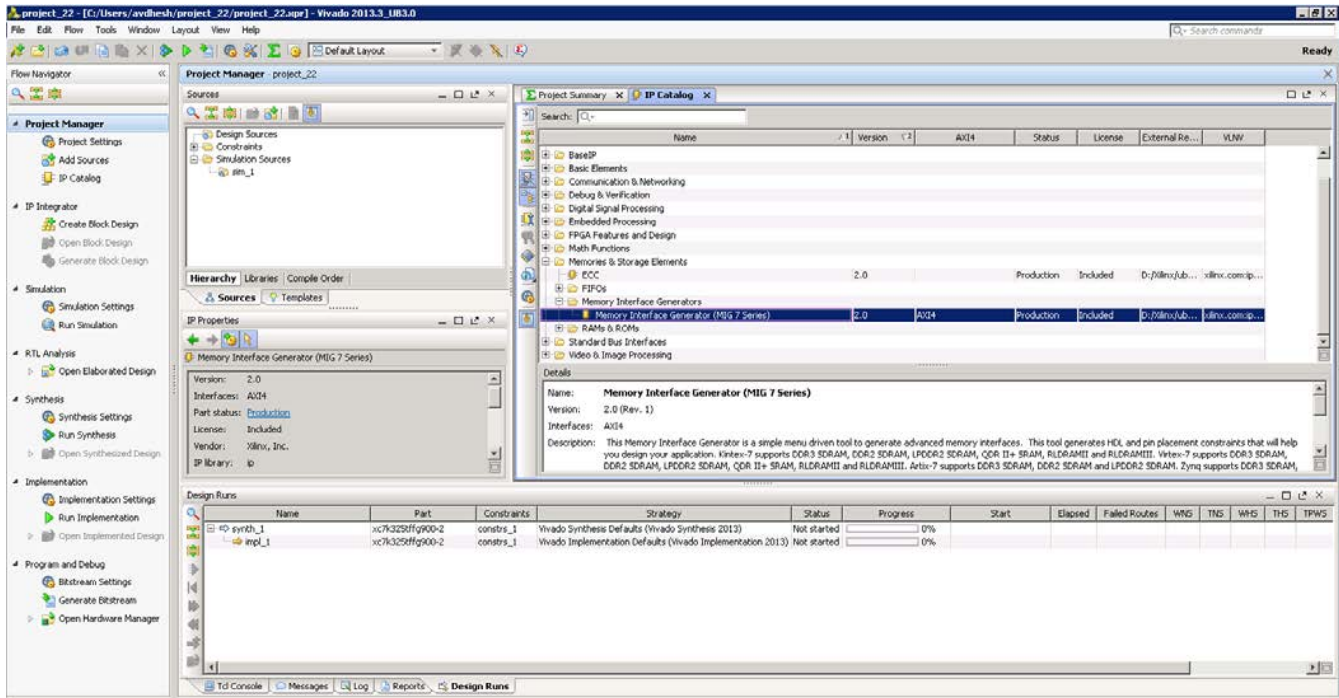 project_22 - [C:/Users/avdhesh/project_22/project_22.xpr] - Vivado 2013.3_UB3.0
File Edit Flow Tools Window Layout View Help
Search commands
Default Layout
Ready
Flow Navigator
Project Manager
Project Settings
Add Sources
IP Catalog
IP Integrator
Create Block Design
Open Block Design
Generate Block Design
Simulation
Simulation Settings
Run Simulation
RTL Analysis
Open Elaborated Design
Synthesis
Synthesis Settings
Run Synthesis
Open Synthesized Design
Implementation
Implementation Settings
Run Implementation
Open Implemented Design
Program and Debug
Bitstream Settings
Generate Bitstream
Open Hardware Manager
Project Manager - project_22
Sources
Design Sources
Constraints
Simulation Sources
sim_1
Hierarchy Libraries Compile Order
Sources Templates
IP Properties
Memory Interface Generator (MIG 7 Series)
Version: 2.0
Interfaces: AXI4
Part status: Production
License: Included
Vendor: Xilinx, Inc.
IP library: ip
Project Summary IP Catalog
Search:
Name Version AXI4 Status License External Re... VLNV
BaseIP
Basic Elements
Communication & Networking
Debug & Verification
Digital Signal Processing
Embedded Processing
FPGA Features and Design
Math Functions
Memories & Storage Elements
ECC 2.0 Production Included D:/Xilinx/ub... xilinx.com:ip...
FIFOs
Memory Interface Generators
Memory Interface Generator (MIG 7 Series) 2.0 AXI4 Production Included D:/Xilinx/ub... xilinx.com:ip...
RAMs & ROMs
Standard Bus Interfaces
Video & Image Processing
Details
Name: Memory Interface Generator (MIG 7 Series)
Version: 2.0 (Rev. 1)
Interfaces: AXI4
Description: This Memory Interface Generator is a simple menu driven tool to generate advanced memory interfaces. This tool generates HDL and pin placement constraints that will help
you design your application. Kintex-7 supports DDR3 SDRAM, DDR2 SDRAM, LPDDR2 SDRAM, QDR II+ SRAM, RLDRAMII and RLDRAMIII. Virtex-7 supports DDR3 SDRAM,
DDR2 SDRAM, LPDDR2 SDRAM, QDR II+ SRAM, RLDRAMII and RLDRAMIII. Artix-7 supports DDR3 SDRAM, DDR2 SDRAM and LPDDR2 SDRAM. Zynq supports DDR3 SDRAM,
Design Runs
Name Part Constraints Strategy Status Progress Start Elapsed Failed Routes WNS TNS WHS THS TPWS
synth_1 xc7k325tffg900-2 constrs_1 Vivado Synthesis Defaults (Vivado Synthesis 2013) Not started 0%
impl_1 xc7k325tffg900-2 constrs_1 Vivado Implementation Defaults (Vivado Implementation 2013) Not started 0%
Tcl Console Messages Log Reports Design Runs